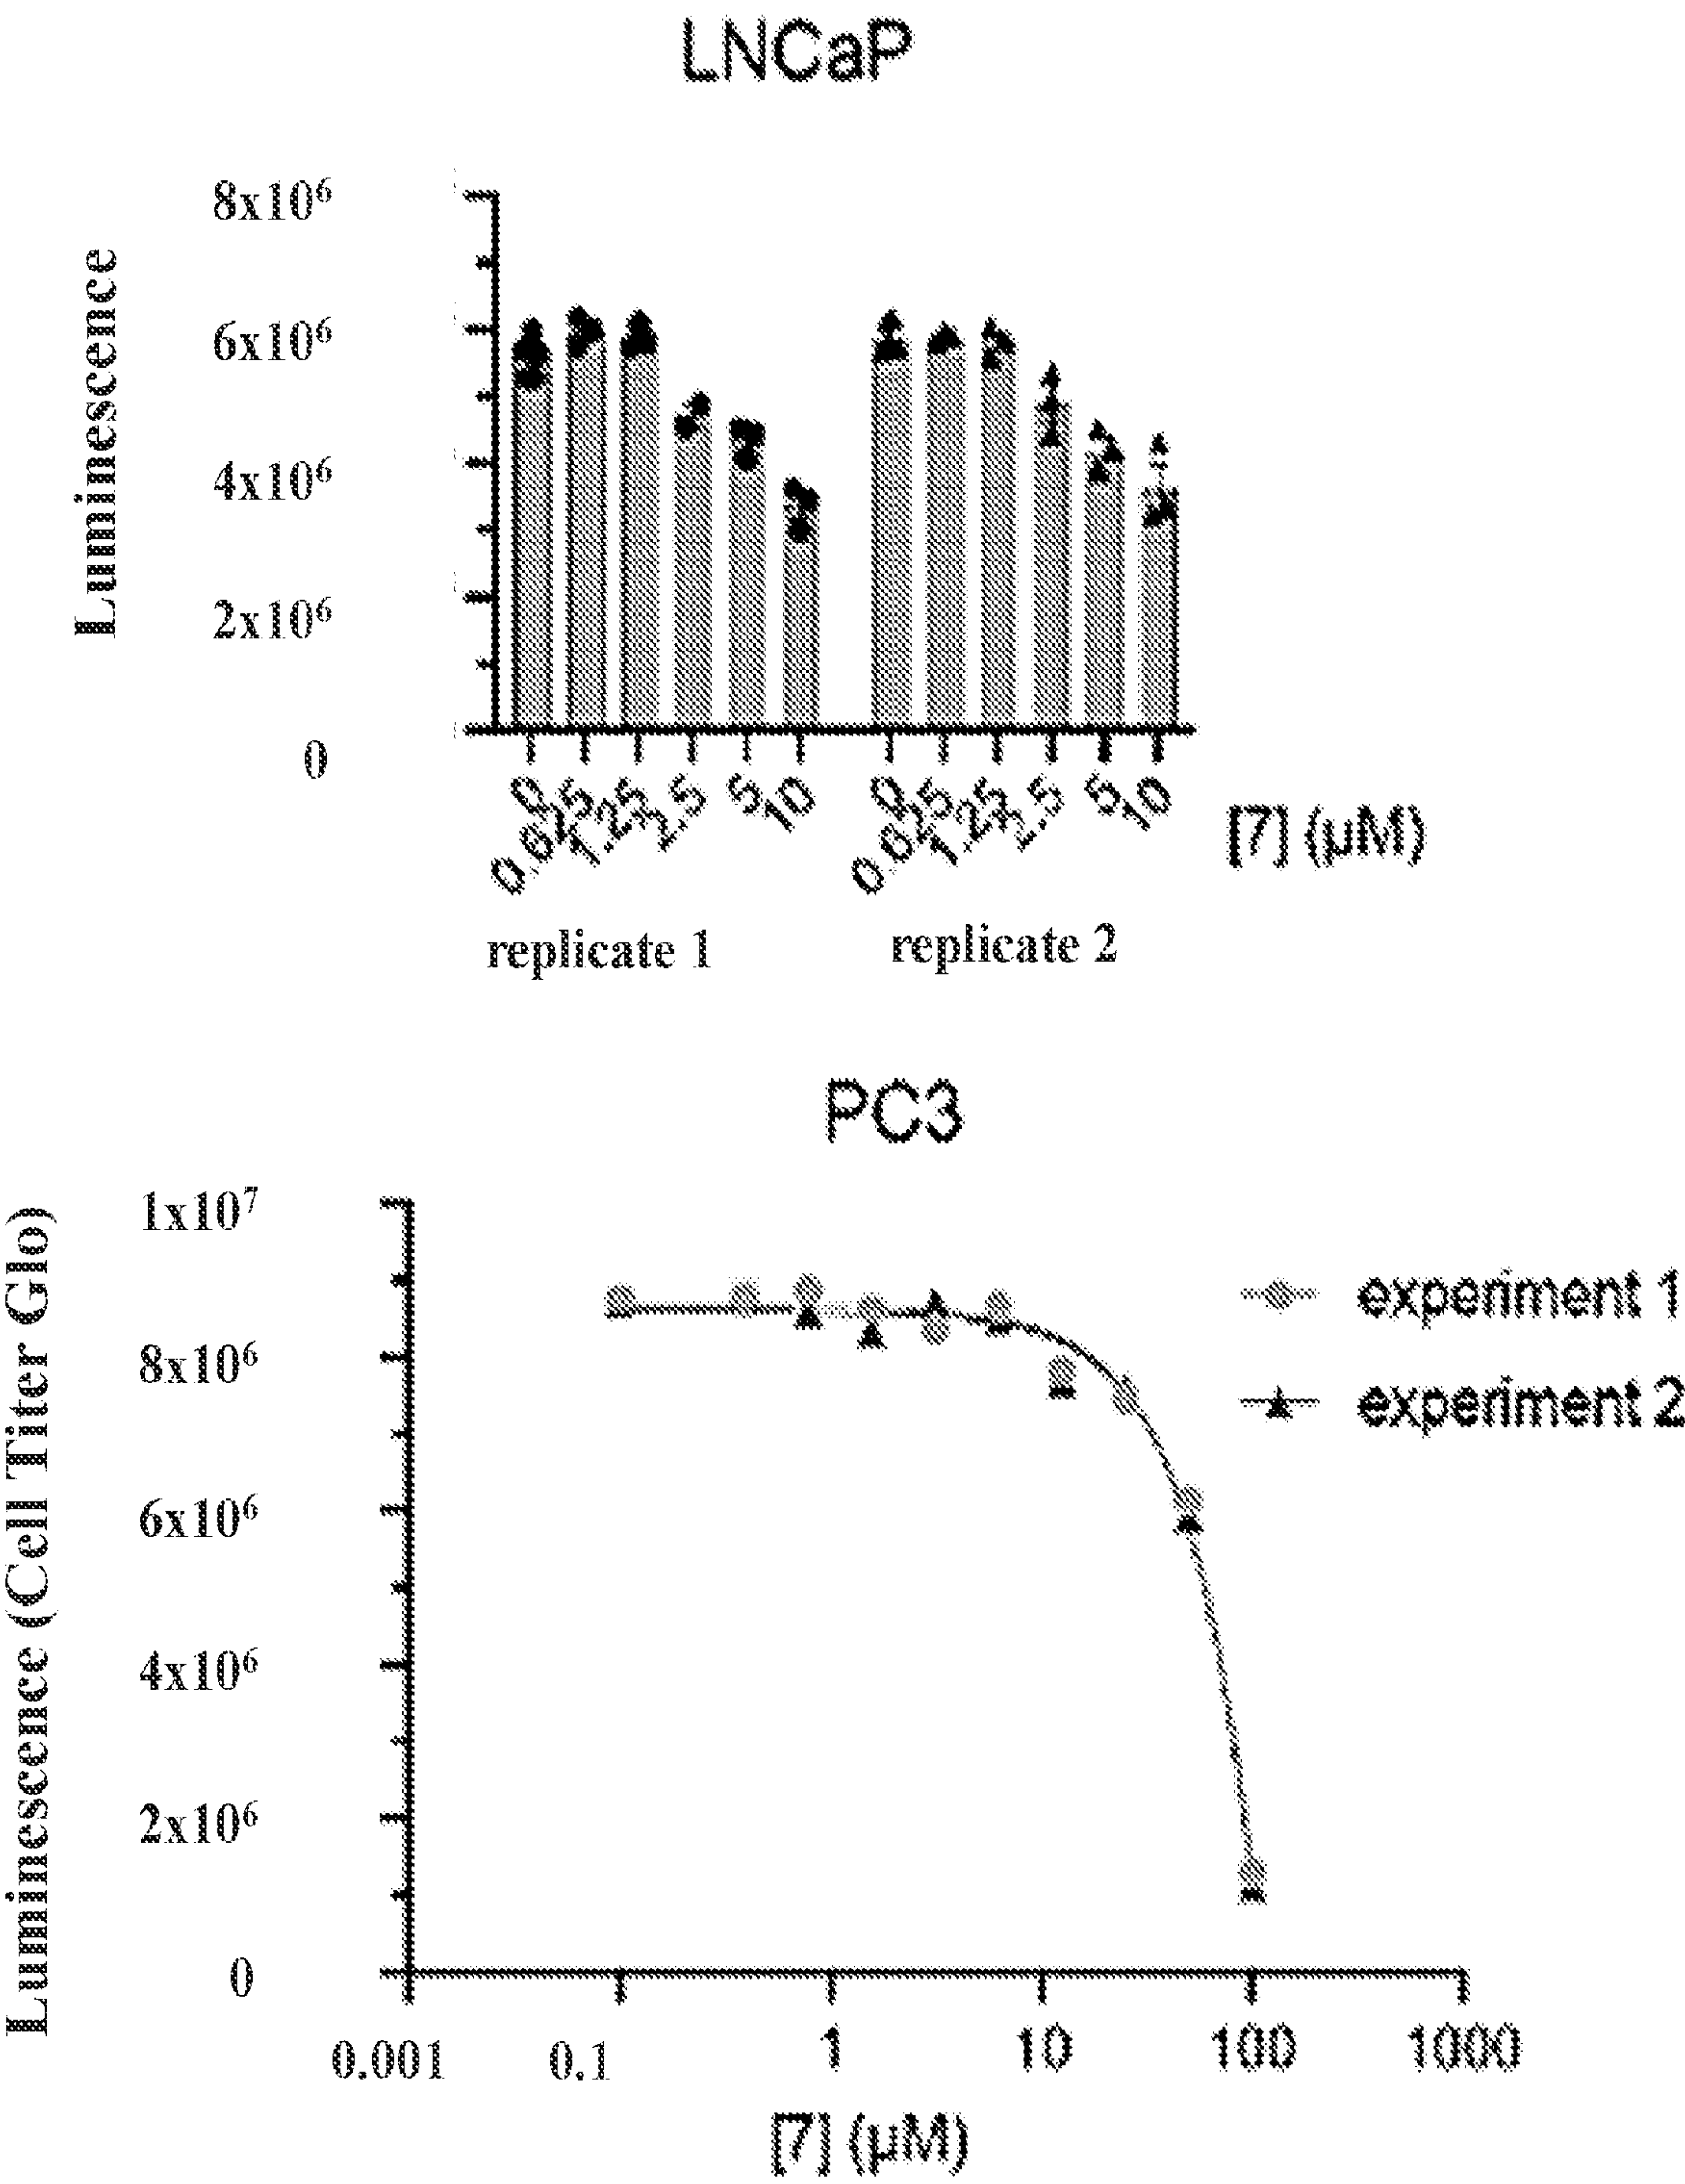 LNCaP
Luminescence
8x10⁶
6x10⁶
4x10⁶
2x10⁶
0
0 0.625 1.25 2.5 5 10 0 0.625 1.25 2.5 5 10
[7] (µM)
replicate 1 replicate 2
PC3
Luminescence (Cell Titer Glo)
1x10⁷
8x10⁶
6x10⁶
4x10⁶
2x10⁶
0
experiment 1
experiment 2
0.001 0.1 1 10 100 1000
[7] (µM)